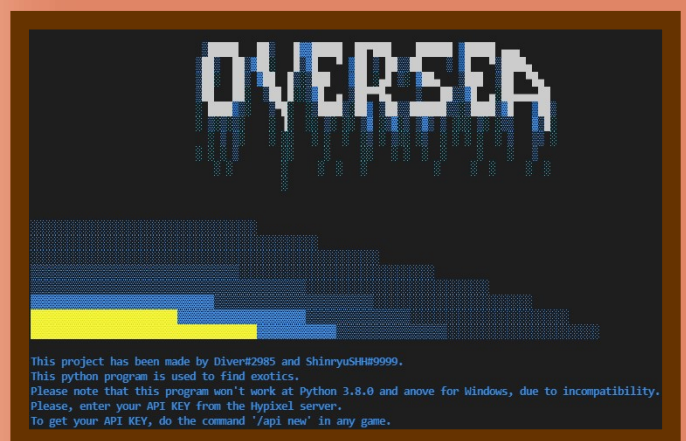 OVERSEA
This project has been made by Diver#2985 and ShinryuSHH#9999.
This python program is used to find exotics.
Please note that this program won't work at Python 3.8.0 and anove for Windows, due to incompatibility.
Please, enter your API KEY from the Hypixel server.
To get your API KEY, do the command '/api new' in any game.